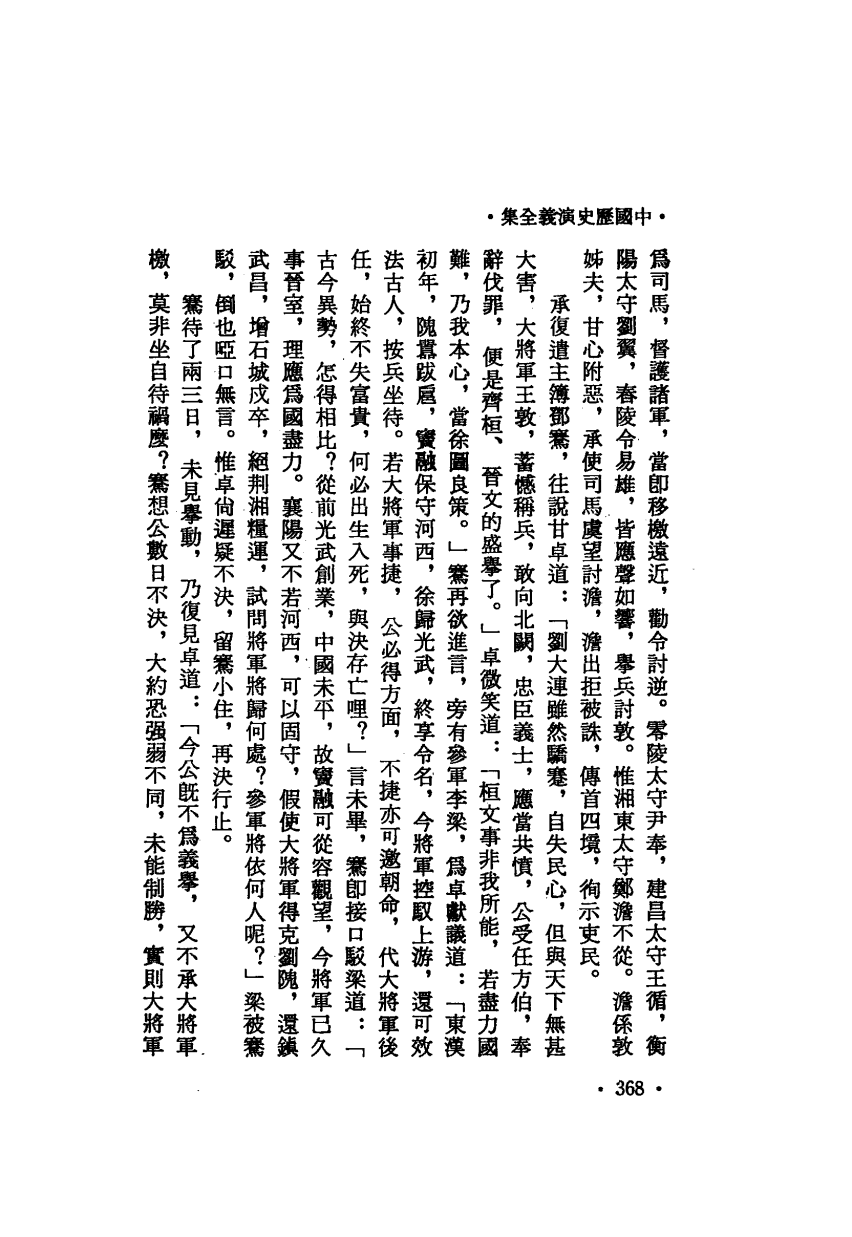 •中國歷史演義全集•
爲司馬，督護諸軍，當卽移檄遠近，勸令討逆。零陵太守尹奉，建昌太守王循，衡
陽太守劉翼，舂陵令易雄，皆應聲如響，擧兵討敦。惟湘東太守鄭澹不從。澹係敦
姊夫，甘心附惡，承使司馬虞望討澹，澹出拒被誅，傳首四境，徇示吏民。
承復遣主簿鄧騫，往說甘卓道：「劉大連雖然驕蹇，自失民心，但與天下無甚
大害，大將軍王敦，蓄憾稱兵，敢向北闕，忠臣義士，應當共憤，公受任方伯，奉
辭伐罪，便是齊桓、晉文的盛擧了。」卓微笑道：「桓文事非我所能，若盡力國
難，乃我本心，當徐圖良策。」騫再欲進言，旁有參軍李梁，爲卓獻議道：「東漢
初年，隗囂跋扈，竇融保守河西，徐歸光武，終享令名，今將軍控馭上游，還可效
法古人，按兵坐待。若大將軍事捷，公必得方面，不捷亦可邀朝命，代大將軍後
任，始終不失富貴，何必出生入死，與決存亡哩？」言未畢，騫卽接口駁梁道：「
古今異勢，怎得相比？從前光武創業，中國未平，故竇融可從容觀望，今將軍已久
事晉室，理應爲國盡力。襄陽又不若河西，可以固守，假使大將軍得克劉隗，還鎭
武昌，增石城戍卒，絕荆湘糧運，試問將軍將歸何處？參軍將依何人呢？」梁被騫
駁，倒也啞口無言。惟卓尙遲疑不決，留騫小住，再決行止。
騫待了兩三日，未見擧動，乃復見卓道：「今公旣不爲義擧，又不承大將軍
檄，莫非坐自待禍麼？騫想公數日不決，大約恐强弱不同，未能制勝，實則大將軍
•368•